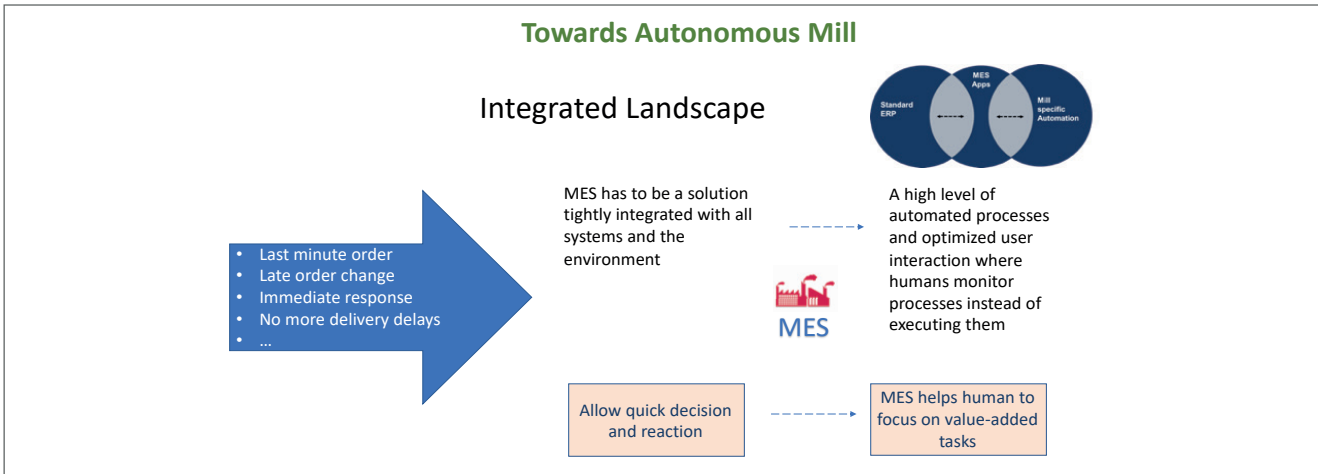 Towards Autonomous Mill
Integrated Landscape
MES
Apps
Standard
ERP
Mill
specific
Automation
• Last minute order
• Late order change
• Immediate response
• No more delivery delays
• ...
MES has to be a solution
tightly integrated with all
systems and the
environment
A high level of
automated processes
and optimized user
interaction where
humans monitor
processes instead of
executing them
MES
Allow quick decision
and reaction
MES helps human to
focus on value-added
tasks